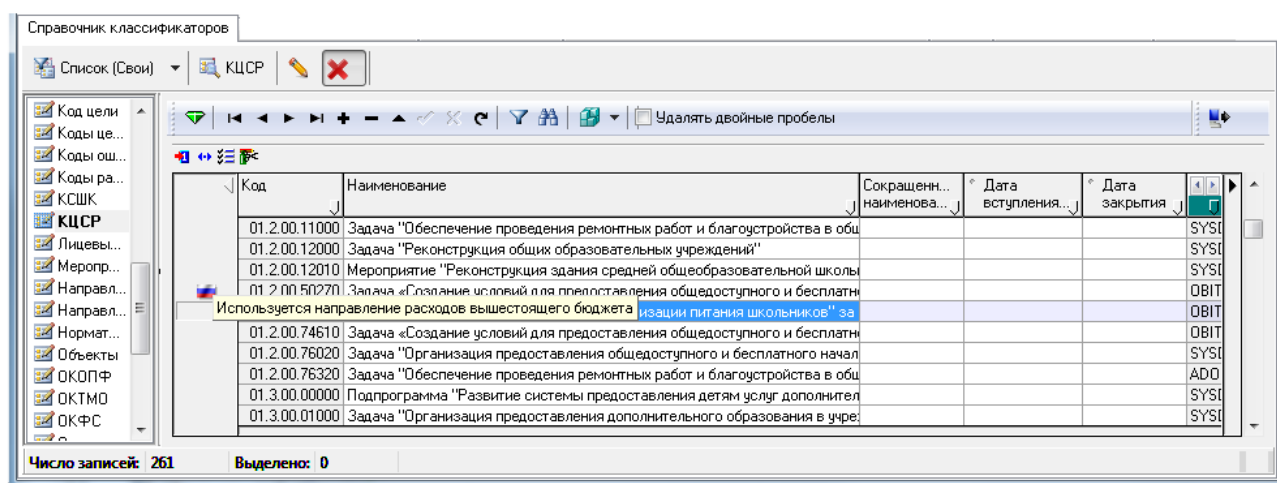 Справочник классификаторов
Список (Свои) КЦСР
Код цели
Коды це...
Коды ош...
Коды ра...
КСШК
КЦСР
Лицевы...
Меропр...
Направл...
Направл...
Нормат...
Объекты
ОКОПФ
ОКТМО
ОКФС
Удалять двойные пробелы
Код Наименование Сокращенн... наименова... Дата вступления... Дата закрытия
01.2.00.11000 Задача "Обеспечение проведения ремонтных работ и благоустройства в общ SYSD
01.2.00.12000 Задача "Реконструкция общих образовательных учреждений" SYSD
01.2.00.12010 Мероприятие "Реконструкция здания средней общеобразовательной школы SYSD
01.2.00.50270 Задача «Создание условий для предоставления общедоступного и бесплатн OBIT
Используется направление расходов вышестоящего бюджета изации питания школьников" за OBIT
01.2.00.74610 Задача «Создание условий для предоставления общедоступного и бесплатн OBIT
01.2.00.76020 Задача "Организация предоставления общедоступного и бесплатного начал SYSD
01.2.00.76320 Задача "Обеспечение проведения ремонтных работ и благоустройства в общ ADO
01.3.00.00000 Подпрограмма "Развитие системы предоставления детям услуг дополнител SYSD
01.3.00.01000 Задача "Организация предоставления дополнительного образования в учре SYSD
Число записей: 261 Выделено: 0